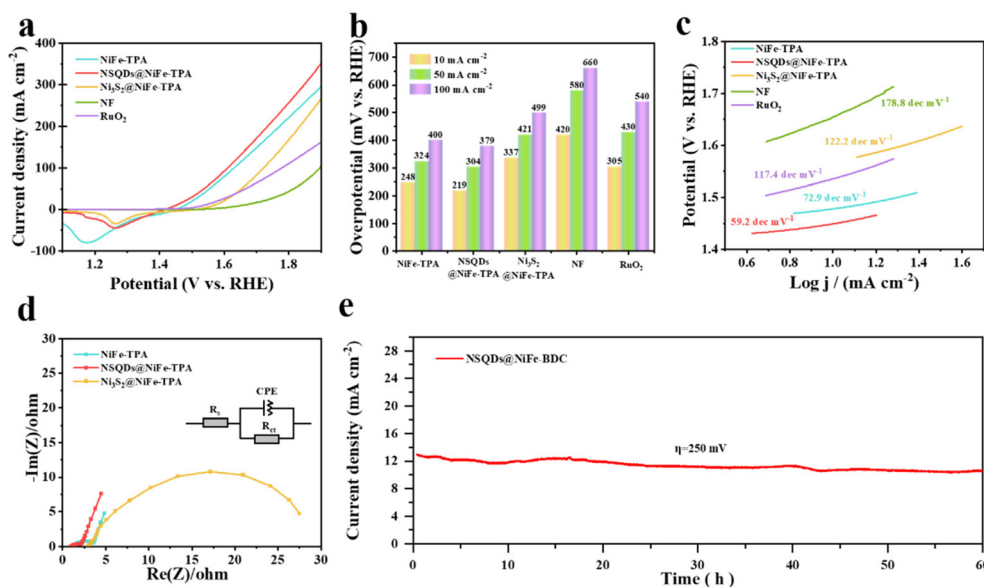 a
Current density (mA cm⁻²)
400
350
300
250
200
150
100
50
0
-50
-100
NiFe-TPA
NSQDs@NiFe-TPA
Ni₃S₂@NiFe-TPA
NF
RuO₂
1.2 1.4 1.6 1.8
Potential (V vs. RHE)
b
Overpotential (mV vs. RHE)
700
600
500
400
300
200
100
0
10 mA cm⁻²
50 mA cm⁻²
100 mA cm⁻²
248 324 400
219 304 379
337 421 499
420 580 660
305 430 540
NiFe-TPA NSQDs @NiFe-TPA Ni₃S₂ @NiFe-TPA NF RuO₂
c
Potential (V vs. RHE)
1.8
1.7
1.6
1.5
1.4
NiFe-TPA
NSQDs@NiFe-TPA
Ni₃S₂@NiFe-TPA
NF
RuO₂
178.8 dec mV⁻¹
122.2 dec mV⁻¹
117.4 dec mV⁻¹
72.9 dec mV⁻¹
59.2 dec mV⁻¹
0.6 0.8 1.0 1.2 1.4 1.6
Log j / (mA cm⁻²)
d
-Im(Z)/ohm
30
25
20
15
10
5
0
NiFe-TPA
NSQDs@NiFe-TPA
Ni₃S₂@NiFe-TPA
CPE
Rs
Rct
0 5 10 15 20 25 30
Re(Z)/ohm
e
Current density (mA cm⁻²)
28
24
20
16
12
8
4
0
NSQDs@NiFe-BDC
η=250 mV
0 10 20 30 40 50 60
Time ( h )